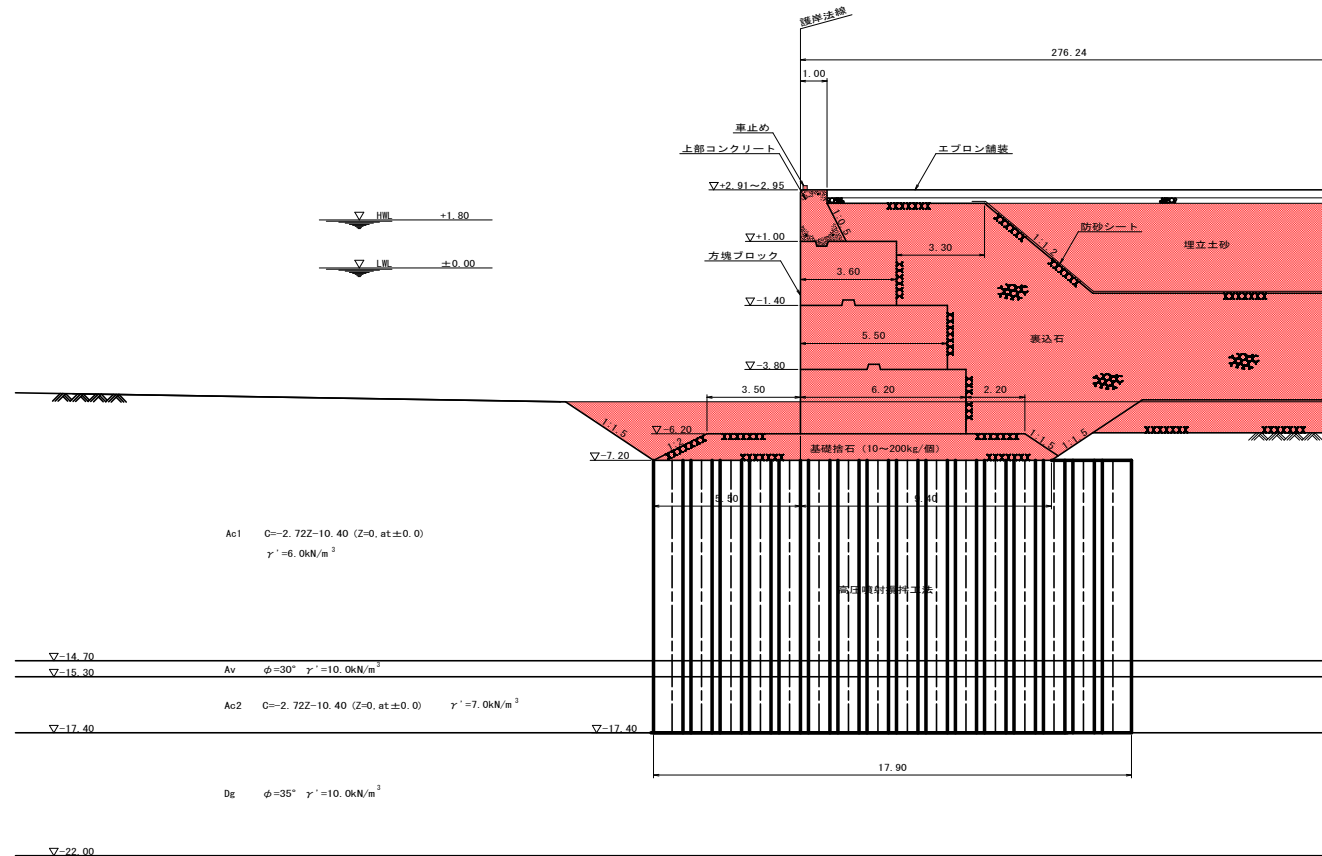 護岸法線
276.24
1.00
車止め
上部コンクリート
エプロン舗装
▽+2.91~2.95
▽ HWL +1.80
1:0.5
1:1.2
防砂シート
埋立土砂
▽+1.00
3.30
方塊ブロック
▽ LWL ±0.00
3.60
▽-1.40
5.50
裏込石
▽-3.80
3.50
6.20
2.20
1:1.5
▽-6.20
1:2
1:1.5
1:1.5
基礎捨石 (10~200kg/個)
▽-7.20
5.50
9.40
Ac1 C=-2.72Z-10.40 (Z=0,at±0.0)
γ'=6.0kN/m³
高圧噴射攪拌工法
▽-14.70
Av φ=30° γ'=10.0kN/m³
▽-15.30
Ac2 C=-2.72Z-10.40 (Z=0,at±0.0) γ'=7.0kN/m³
▽-17.40
▽-17.40
17.90
Dg φ=35° γ'=10.0kN/m³
▽-22.00